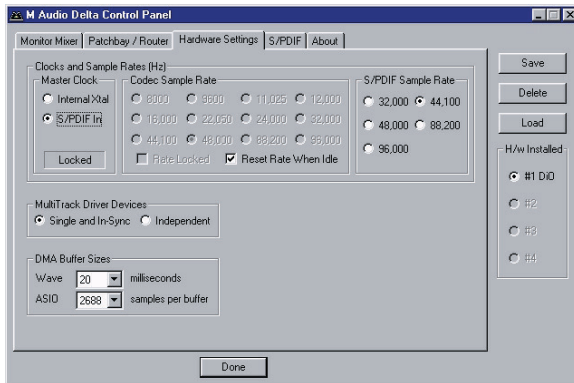 M Audio Delta Control Panel
Monitor Mixer Patchbay / Router Hardware Settings S/PDIF About
Clocks and Sample Rates (Hz)
Master Clock
Internal Xtal
S/PDIF In
Locked
Codec Sample Rate
8000 9600 11,025 12,000
16,000 22,050 24,000 32,000
44,100 48,000 88,200 96,000
Rate Locked Reset Rate When Idle
S/PDIF Sample Rate
32,000 44,100
48,000 88,200
96,000
MultiTrack Driver Devices
Single and In-Sync Independent
DMA Buffer Sizes
Wave 20 milliseconds
ASIO 2688 samples per buffer
Save
Delete
Load
H/w Installed
#1 DiO
#2
#3
#4
Done